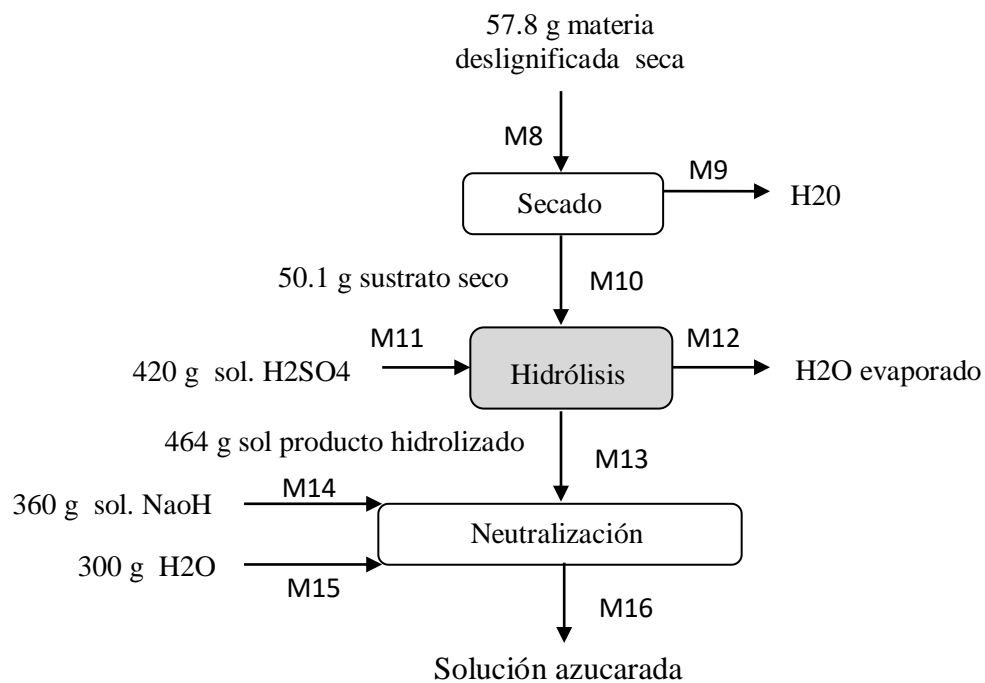 57.8 g materia
deslignificada  seca
M8
M9
Secado
H20
50.1 g sustrato seco
M10
M11
M12
420 g  sol. H2SO4
Hidrólisis
H2O evaporado
464 g sol producto hidrolizado
M13
360 g  sol. NaoH
M14
Neutralización
300 g  H2O
M15
M16
Solución azucarada